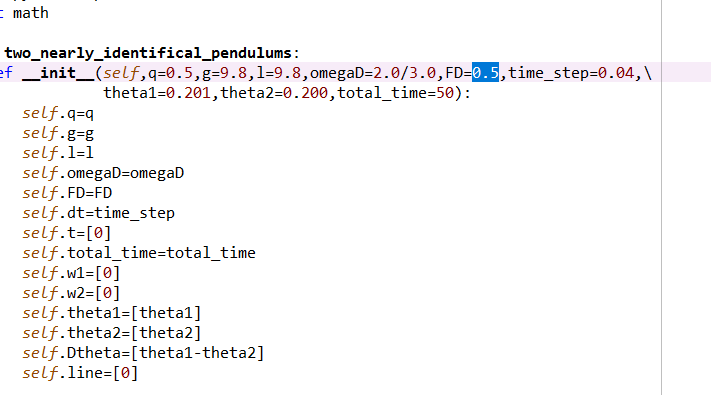 t math
two_nearly_identifical_pendulums:
ef __init__(self,q=0.5,g=9.8,l=9.8,omegaD=2.0/3.0,FD=0.5,time_step=0.04,\
theta1=0.201,theta2=0.200,total_time=50):
self.q=q
self.g=g
self.l=l
self.omegaD=omegaD
self.FD=FD
self.dt=time_step
self.t=[0]
self.total_time=total_time
self.w1=[0]
self.w2=[0]
self.theta1=[theta1]
self.theta2=[theta2]
self.Dtheta=[theta1-theta2]
self.line=[0]